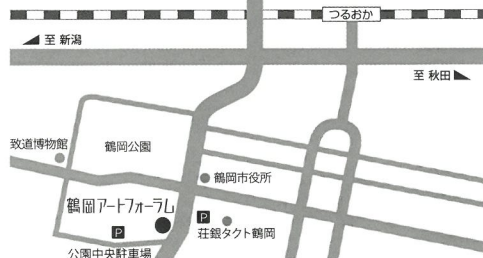 つるおか
至 新潟
至 秋田
致道博物館
鶴岡公園
鶴岡市役所
鶴岡アートフォーラム
P
P
荘銀タクト鶴岡
公園中央駐車場